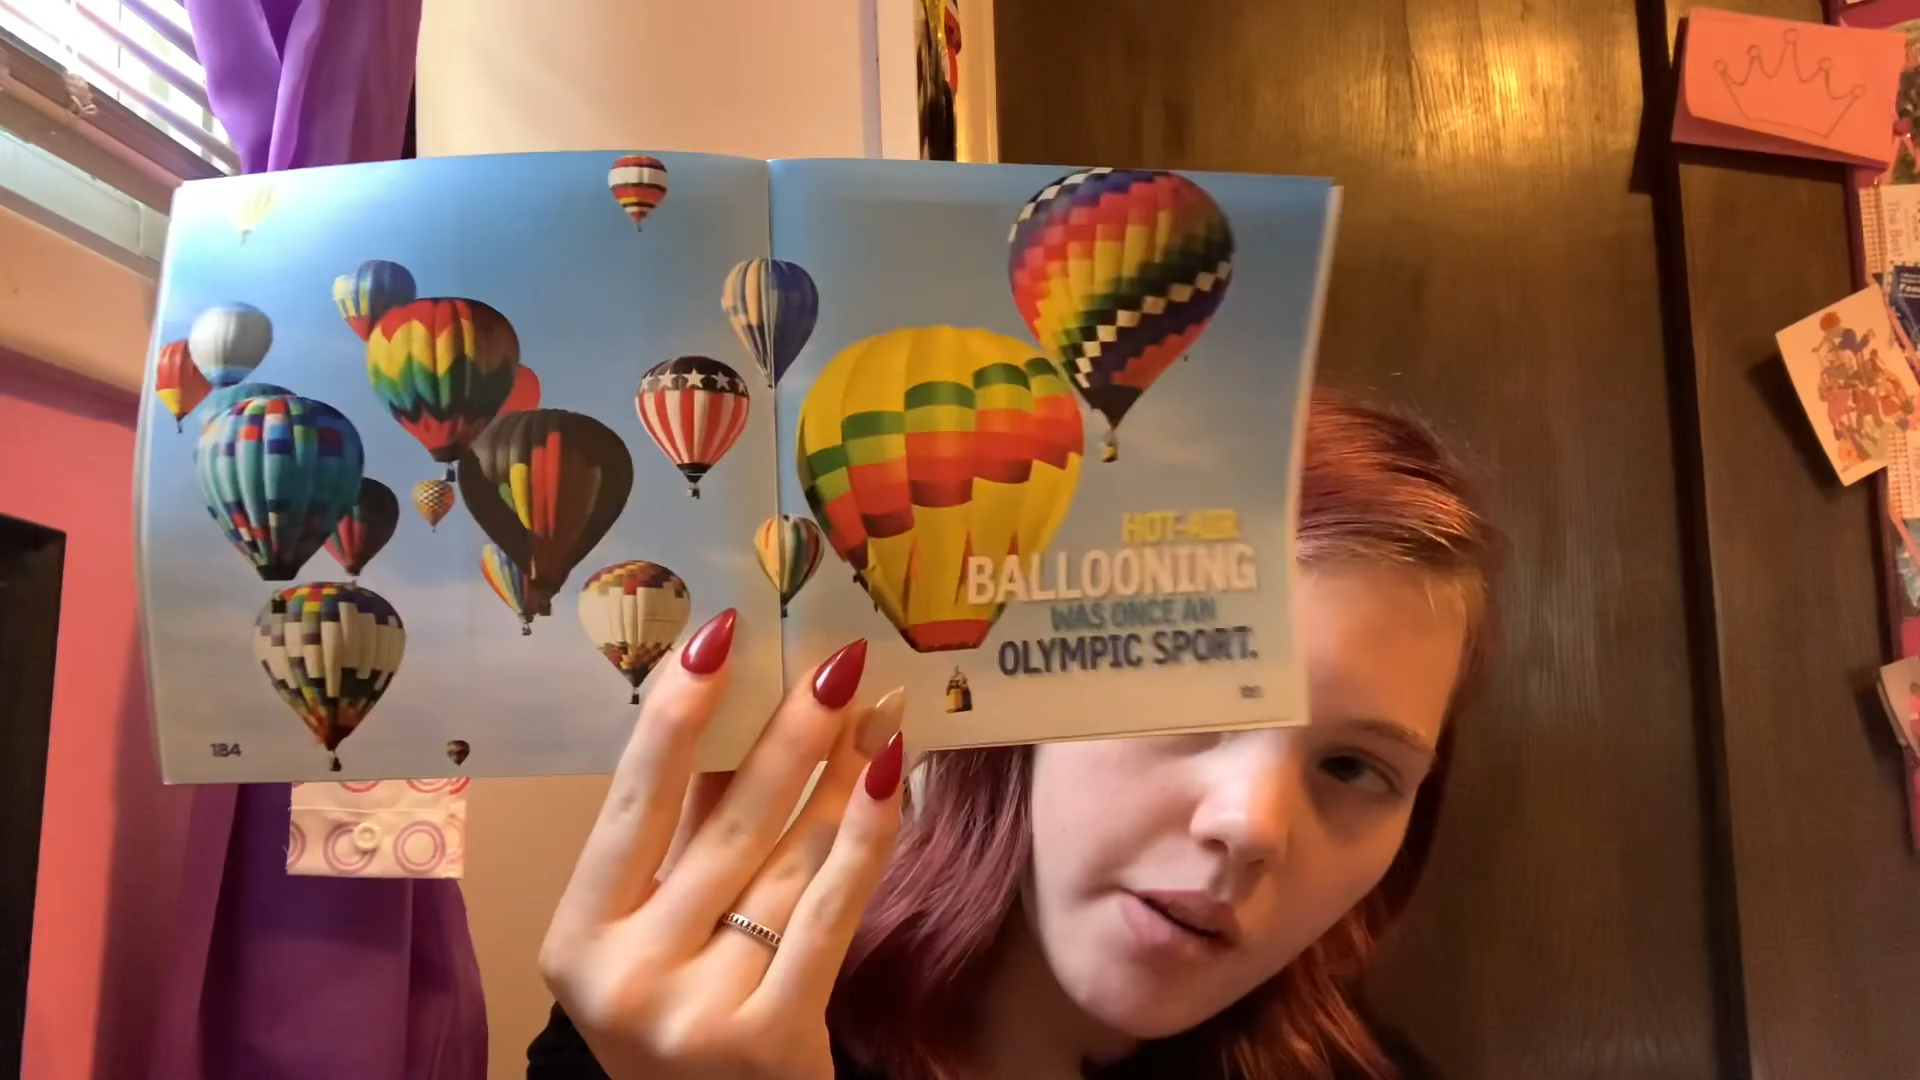 HOT-AIR
BALLOONING
WAS ONCE AN
OLYMPIC SPORT.
184